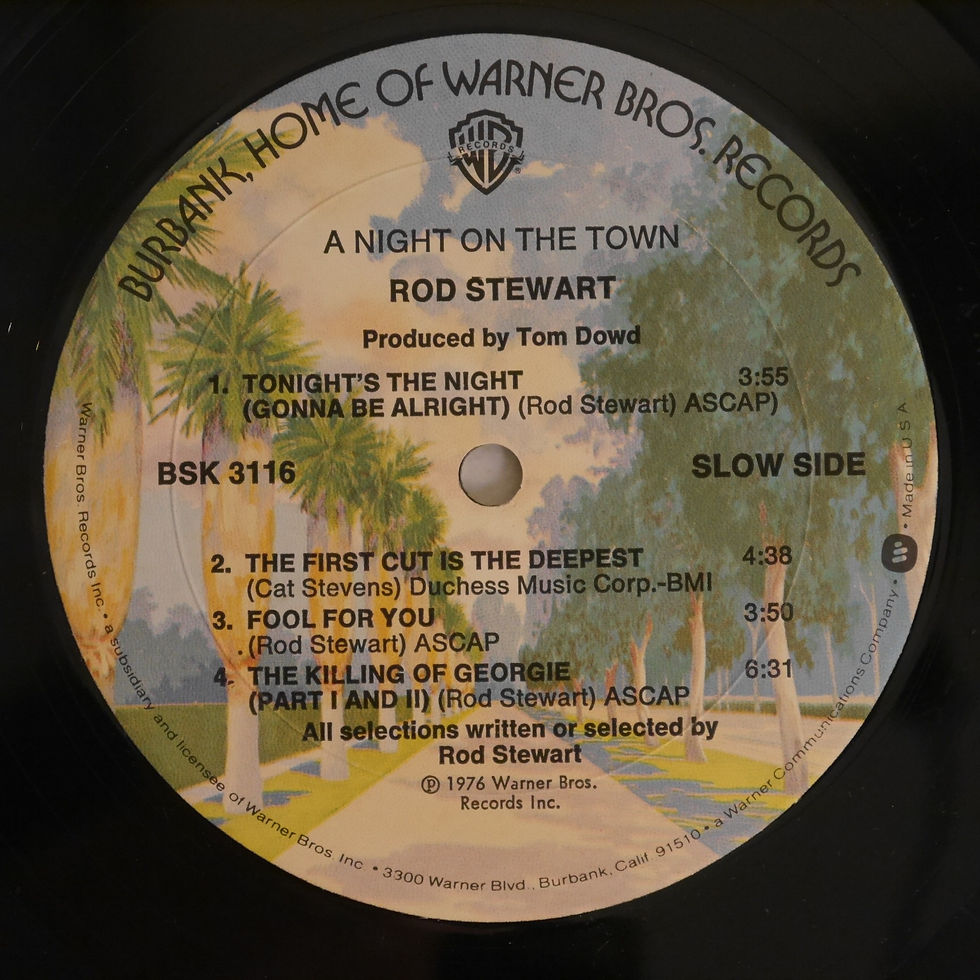 BURBANK, HOME OF WARNER BROS. RECORDS
W
RECORDS
®
A NIGHT ON THE TOWN
ROD STEWART
Produced by Tom Dowd
1. TONIGHT'S THE NIGHT 3:55
(GONNA BE ALRIGHT) (Rod Stewart) ASCAP)
BSK 3116 SLOW SIDE
2. THE FIRST CUT IS THE DEEPEST 4:38
(Cat Stevens) Duchess Music Corp.-BMI
3. FOOL FOR YOU 3:50
(Rod Stewart) ASCAP
4. THE KILLING OF GEORGIE 6:31
(PART I AND II) (Rod Stewart) ASCAP
All selections written or selected by
Rod Stewart
℗ 1976 Warner Bros.
Records Inc.
Warner Bros. Records Inc. • a subsidiary and licensee of Warner Bros. Inc • 3300 Warner Blvd., Burbank, Calif. 91510 • a Warner Communications Company • • Made in U S A